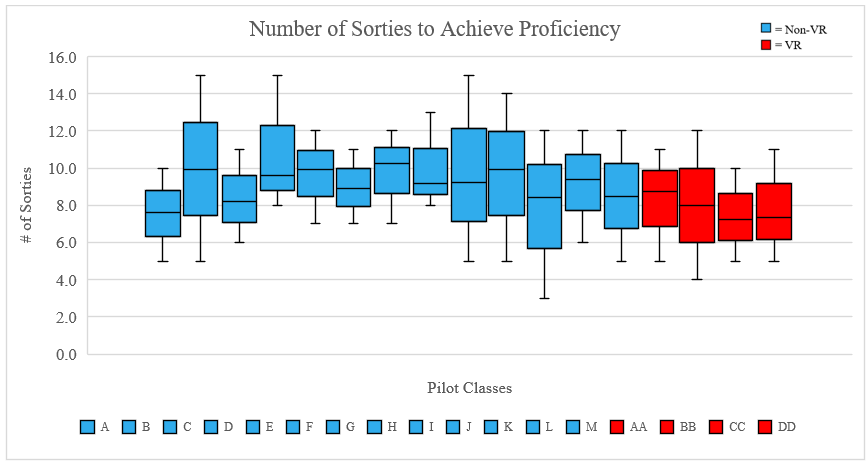 Number of Sorties to Achieve Proficiency
= Non-VR
= VR
16.0
14.0
12.0
10.0
8.0
6.0
4.0
2.0
0.0
# of Sorties
Pilot Classes
A B C D E F G H I J K L M AA BB CC DD